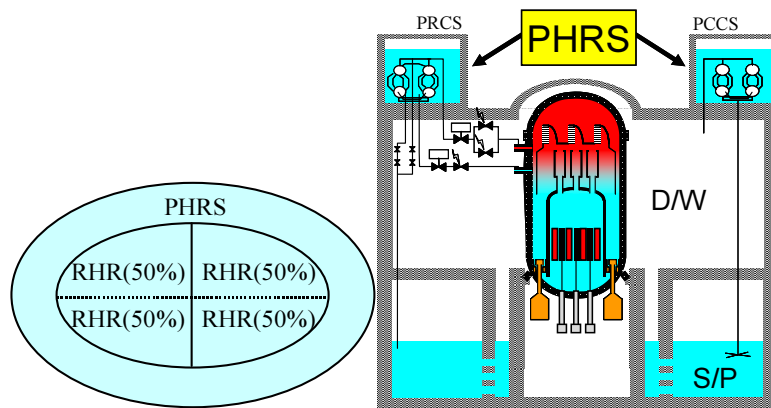 PRCS
PHRS
PCCS
D/W
PHRS
RHR(50%) RHR(50%)
RHR(50%) RHR(50%)
S/P